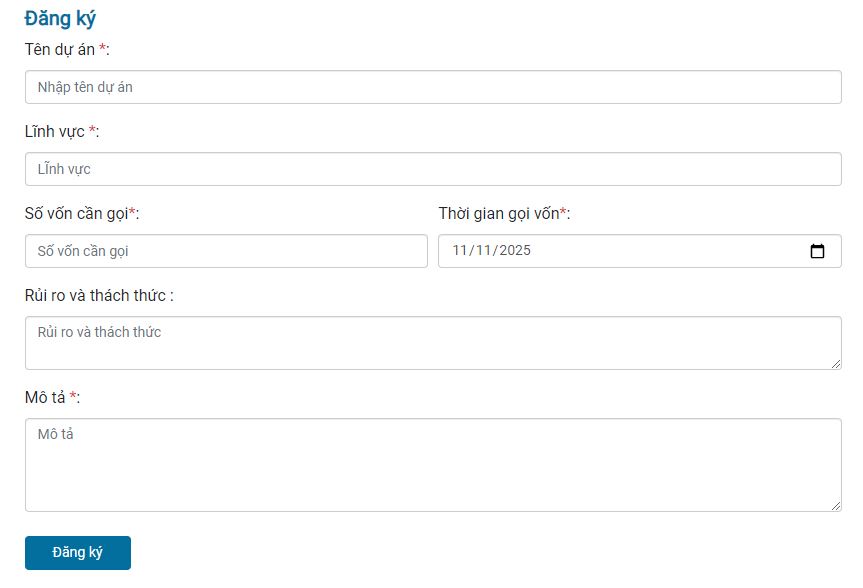 Đăng ký
Tên dự án *:
Nhập tên dự án
Lĩnh vực *:
LĨnh vực
Số vốn cần gọi*: Thời gian gọi vốn*:
Số vốn cần gọi 11/11/2025
Rủi ro và thách thức :
Rủi ro và thách thức
Mô tả *:
Mô tả
Đăng ký